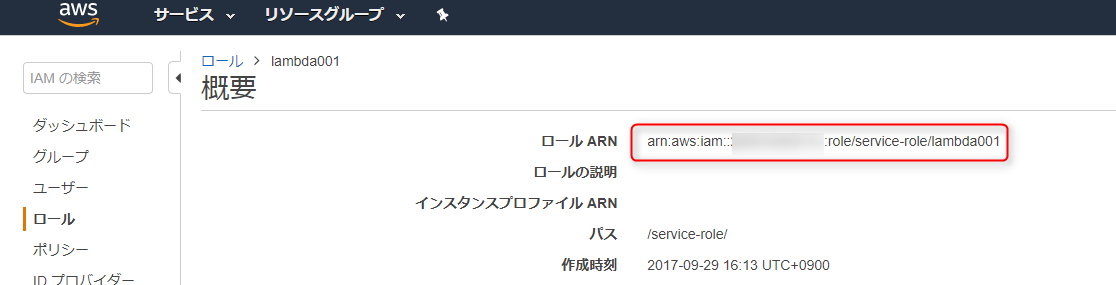 aws サービス リソースグループ
IAM の検索
ダッシュボード
グループ
ユーザー
ロール
ポリシー
ID プロバイダー
ロール > lambda001
概要
ロール ARN arn:aws:iam:: :role/service-role/lambda001
ロールの説明
インスタンスプロファイル ARN
パス /service-role/
作成時刻 2017-09-29 16:13 UTC+0900